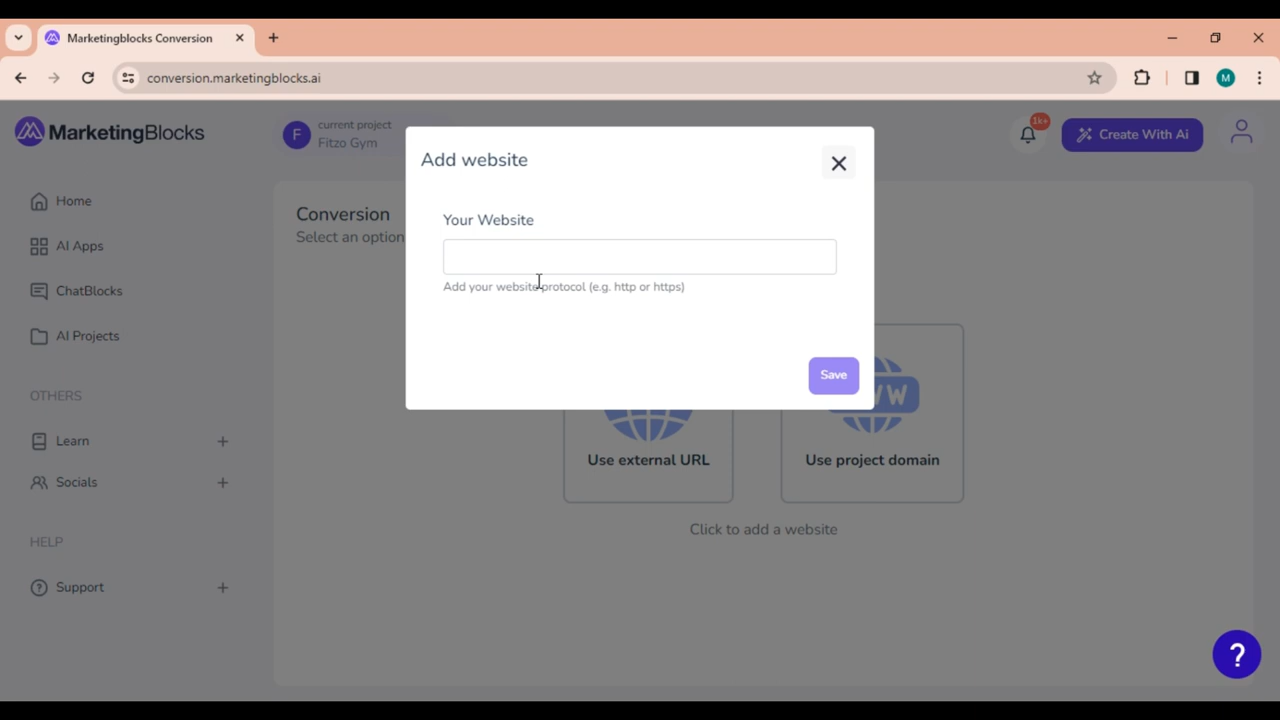 Marketingblocks Conversion
conversion.marketingblocks.ai
M
MarketingBlocks
F
current project
Fitzo Gym
1k+
Create With Ai
Add website
Your Website
Add your website protocol (e.g. http or https)
Save
Home
AI Apps
ChatBlocks
AI Projects
OTHERS
Learn
Socials
HELP
Support
Conversion
Select an option
Use external URL
Use project domain
Click to add a website
?